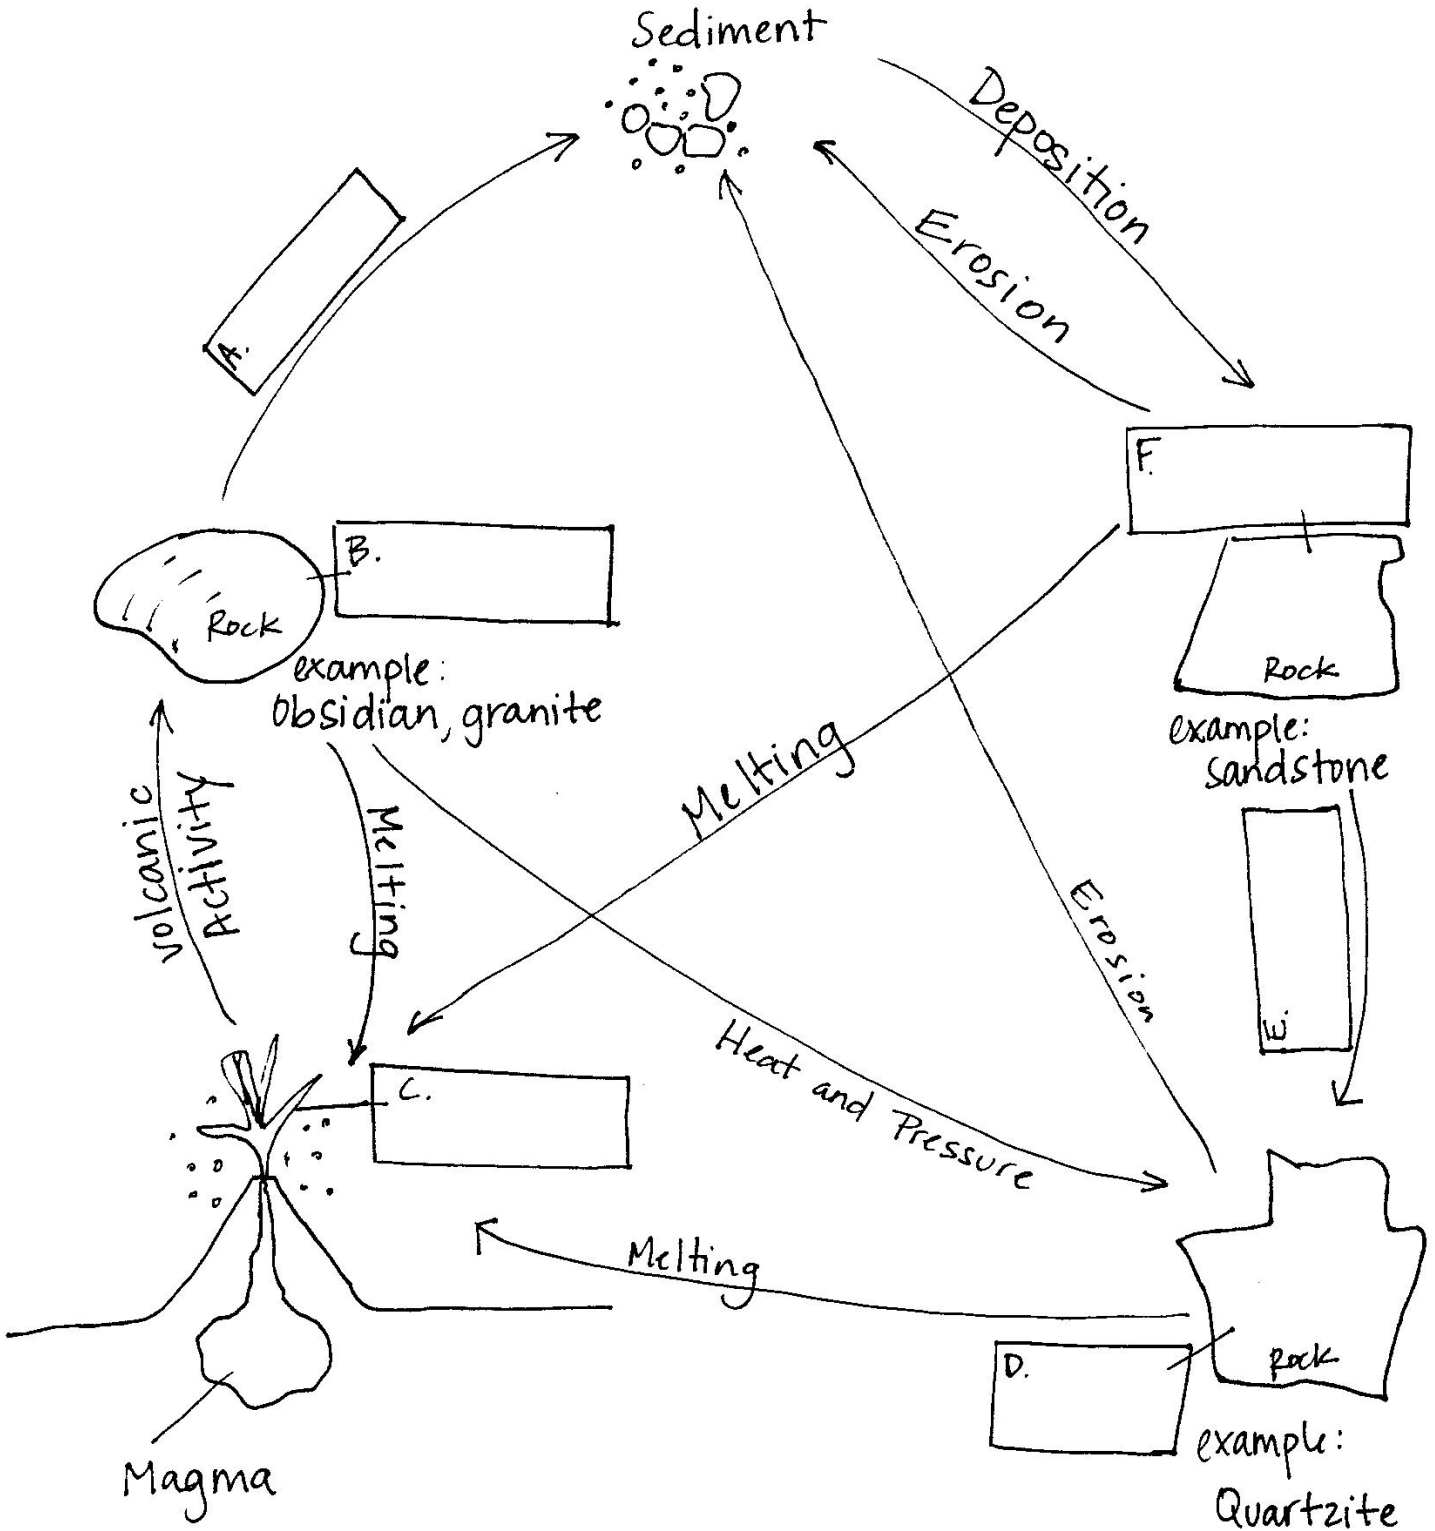 Sediment
Deposition
Erosion
A.
F.
B.
Rock
example:
Obsidian, granite
Rock
example:
sandstone
Melting
volcanic
Activity
Melting
E.
Erosion
Heat and Pressure
C.
Melting
D.
Rock
example:
Quartzite
Magma